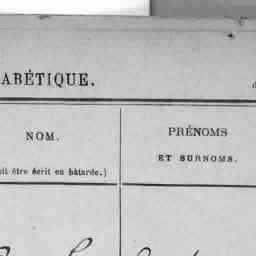 ABÉTIQUE.
NOM.
PRÉNOMS
ET SURNOMS.
oit être écrit en bâtarde.)